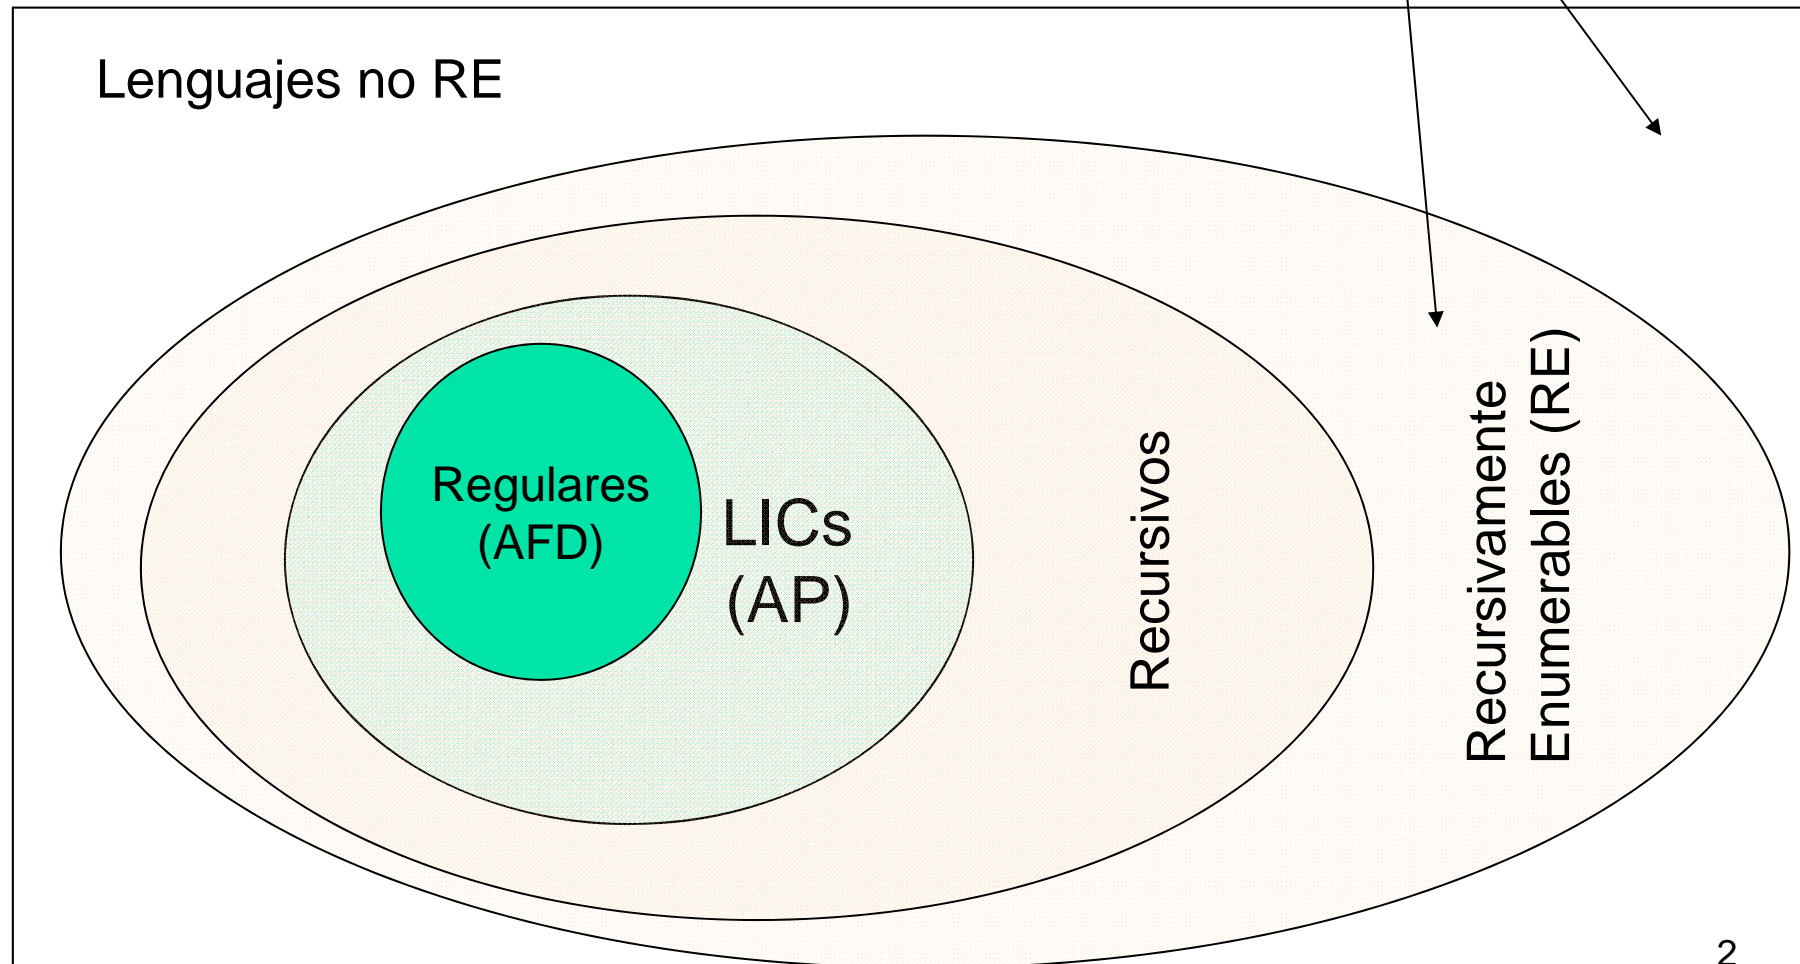 Lenguajes no RE
Regulares
(AFD)
LICs
(AP)
Recursivos
Recursivamente
Enumerables (RE)
2